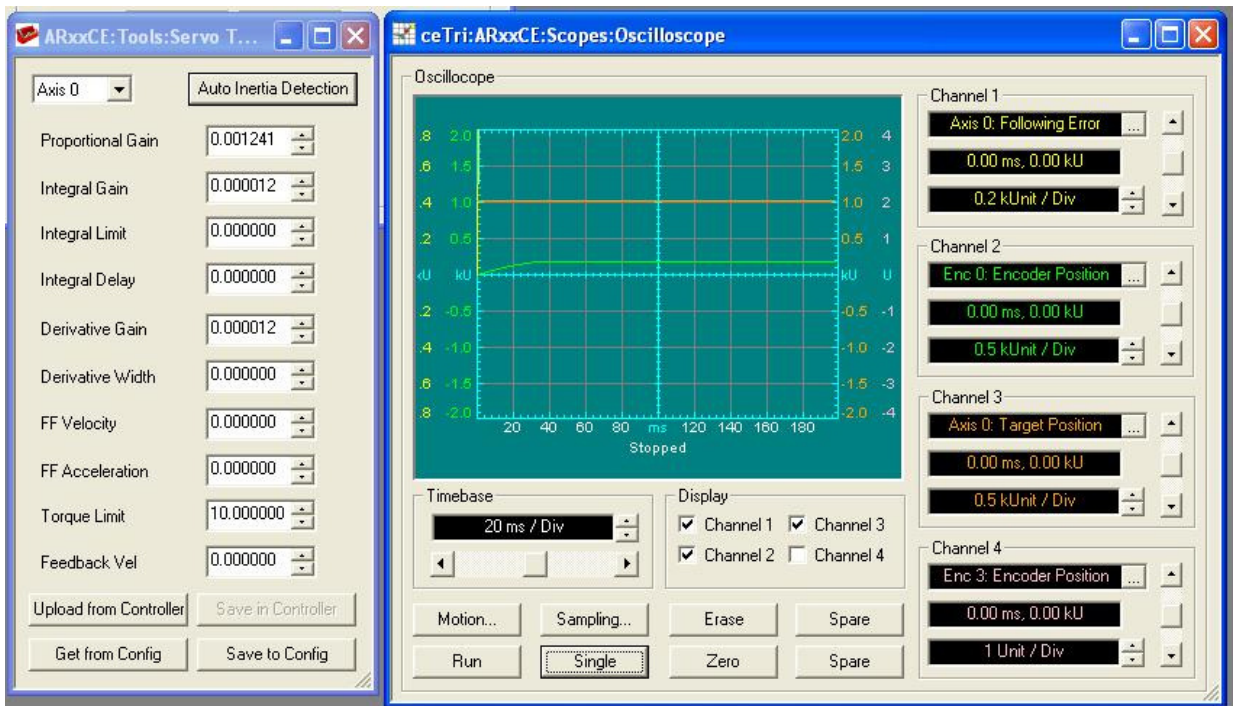 ARxxCE:Tools:Servo T...
Axis 0
Auto Inertia Detection
Proportional Gain 0.001241
Integral Gain 0.000012
Integral Limit 0.000000
Integral Delay 0.000000
Derivative Gain 0.000012
Derivative Width 0.000000
FF Velocity 0.000000
FF Acceleration 0.000000
Torque Limit 10.000000
Feedback Vel 0.000000
Upload from Controller
Save in Controller
Get from Config
Save to Config
ceTri:ARxxCE:Scopes:Oscilloscope
Oscillocope
.8 2.0 2.0 4
.6 1.5 1.5 3
.4 1.0 1.0 2
.2 0.5 0.5 1
kU kU kU U
.2 -0.5 -0.5 -1
.4 -1.0 -1.0 -2
.6 -1.5 -1.5 -3
.8 -2.0 -2.0 -4
20 40 60 80 ms 120 140 160 180
Stopped
Timebase
20 ms / Div
Display
Channel 1 Channel 3
Channel 2 Channel 4
Motion... Sampling... Erase Spare
Run Single Zero Spare
Channel 1
Axis 0: Following Error ...
0.00 ms, 0.00 kU
0.2 kUnit / Div
Channel 2
Enc 0: Encoder Position ...
0.00 ms, 0.00 kU
0.5 kUnit / Div
Channel 3
Axis 0: Target Position ...
0.00 ms, 0.00 kU
0.5 kUnit / Div
Channel 4
Enc 3: Encoder Position ...
0.00 ms, 0.00 kU
1 Unit / Div